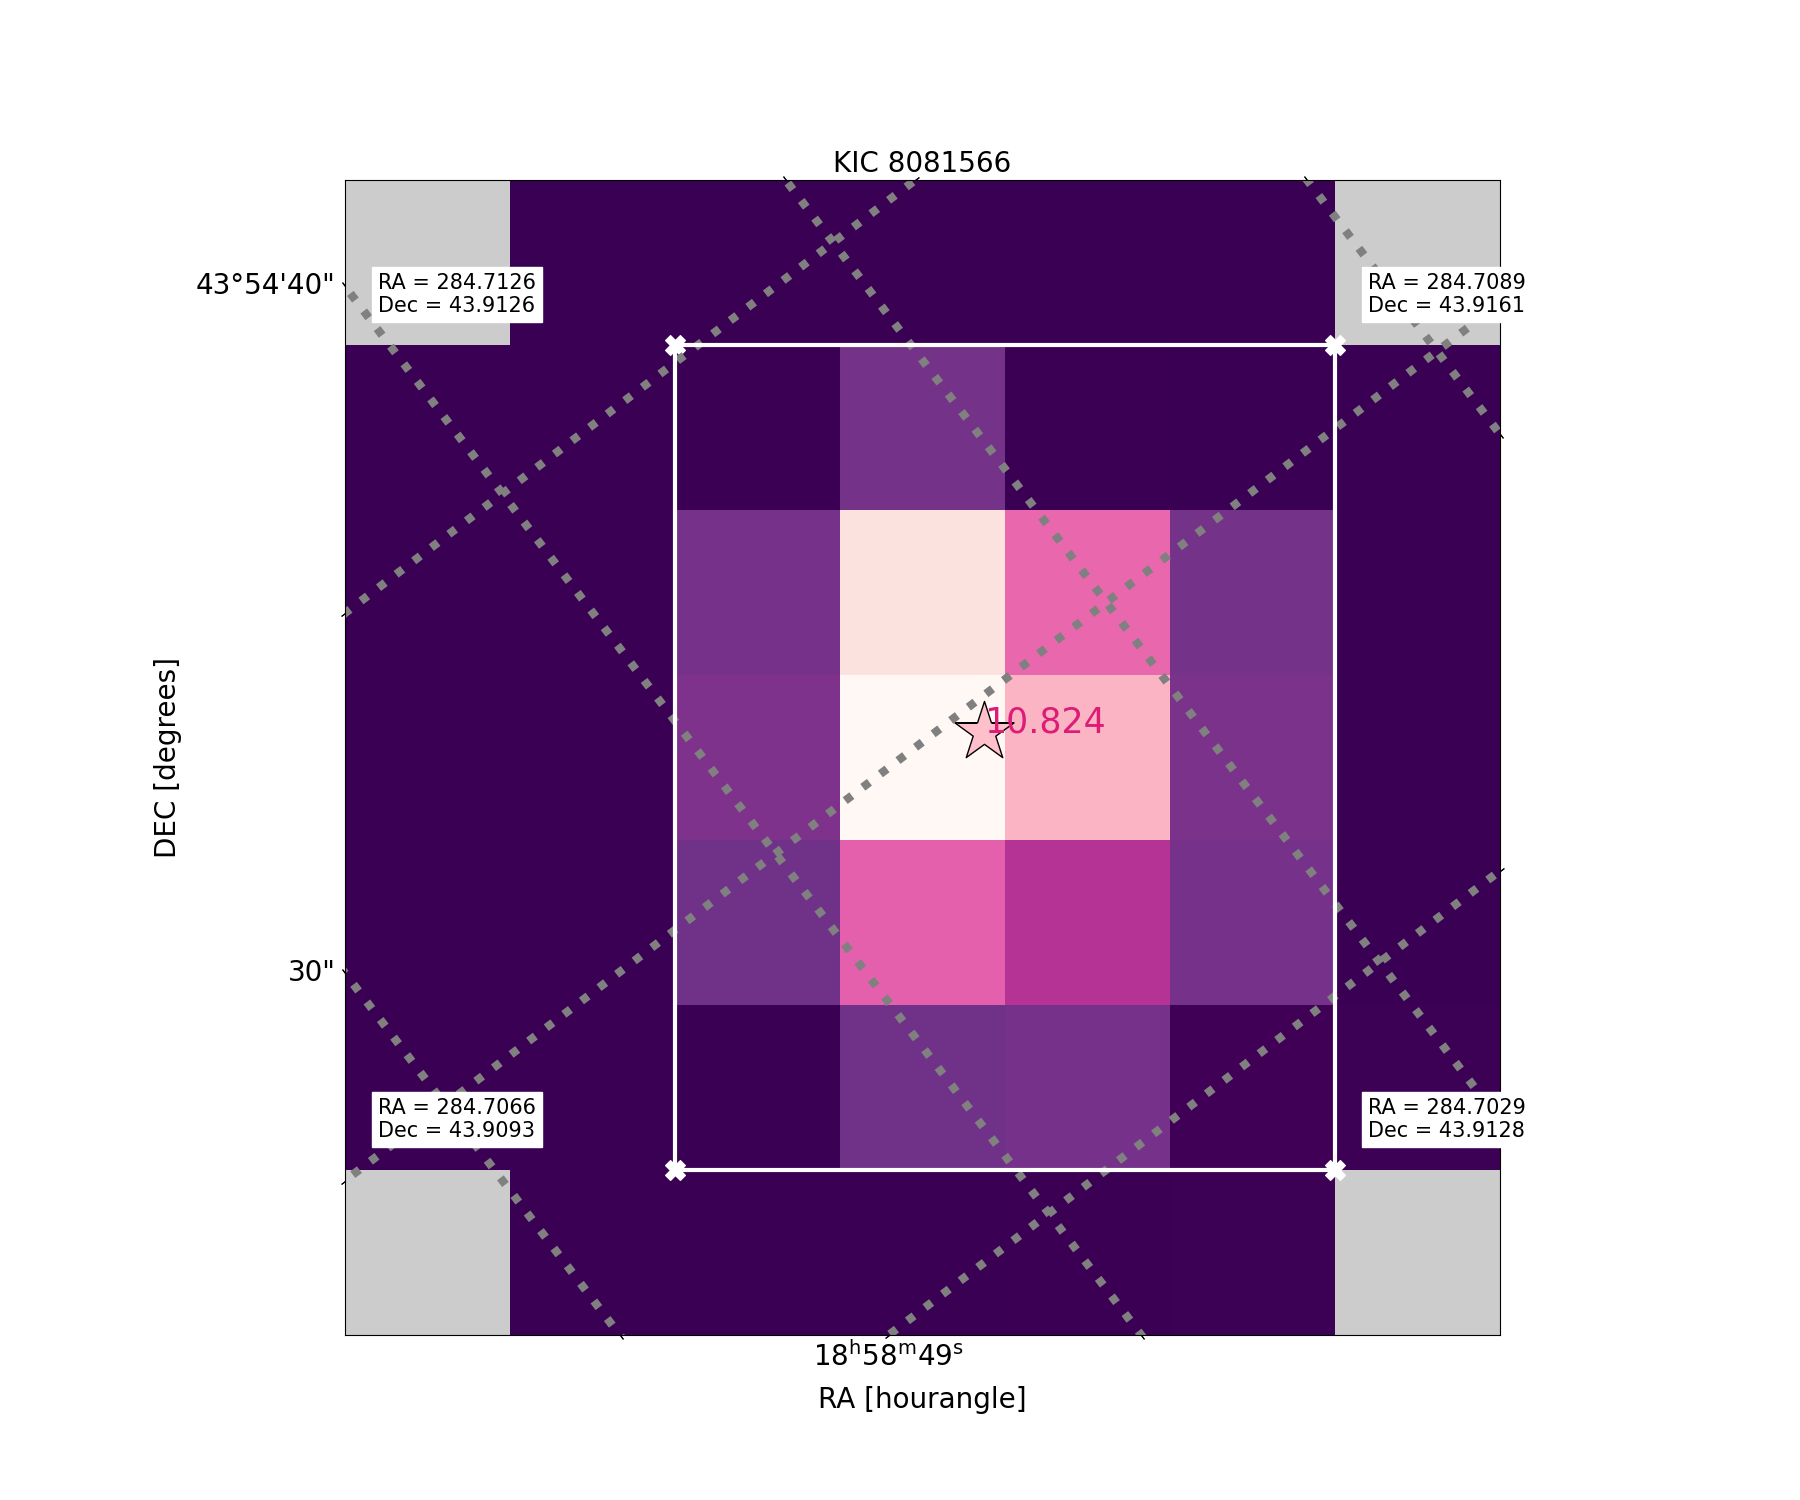 KIC 8081566
43°54'40"
RA = 284.7126
Dec = 43.9126
RA = 284.7089
Dec = 43.9161
10.824
DEC [degrees]
30"
RA = 284.7066
Dec = 43.9093
RA = 284.7029
Dec = 43.9128
18ʰ58ᵐ49ˢ
RA [hourangle]